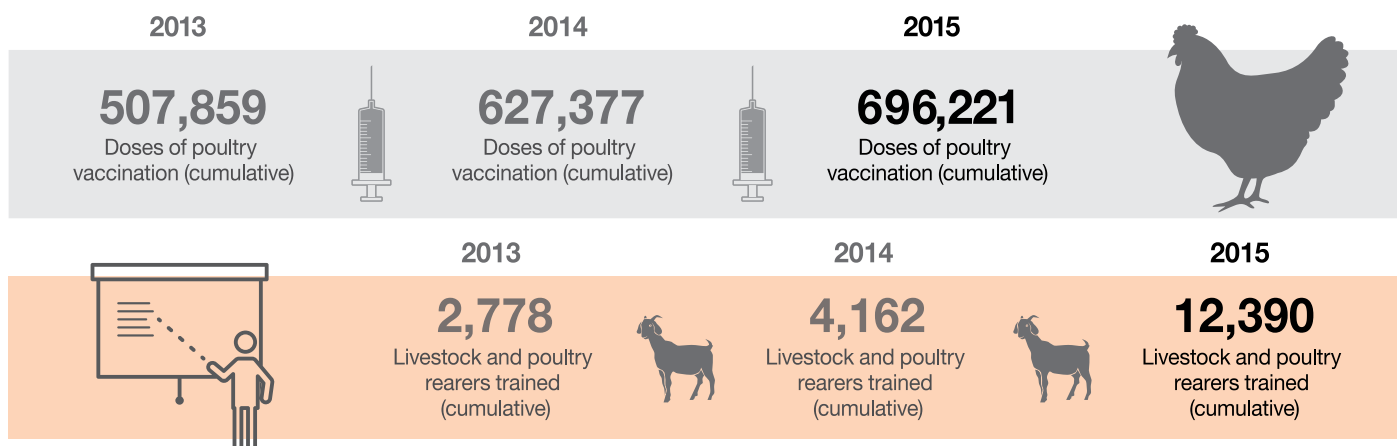 2013
2014
2015
507,859
Doses of poultry
vaccination (cumulative)
627,377
Doses of poultry
vaccination (cumulative)
696,221
Doses of poultry
vaccination (cumulative)
2013
2014
2015
2,778
Livestock and poultry
rearers trained
(cumulative)
4,162
Livestock and poultry
rearers trained
(cumulative)
12,390
Livestock and poultry
rearers trained
(cumulative)